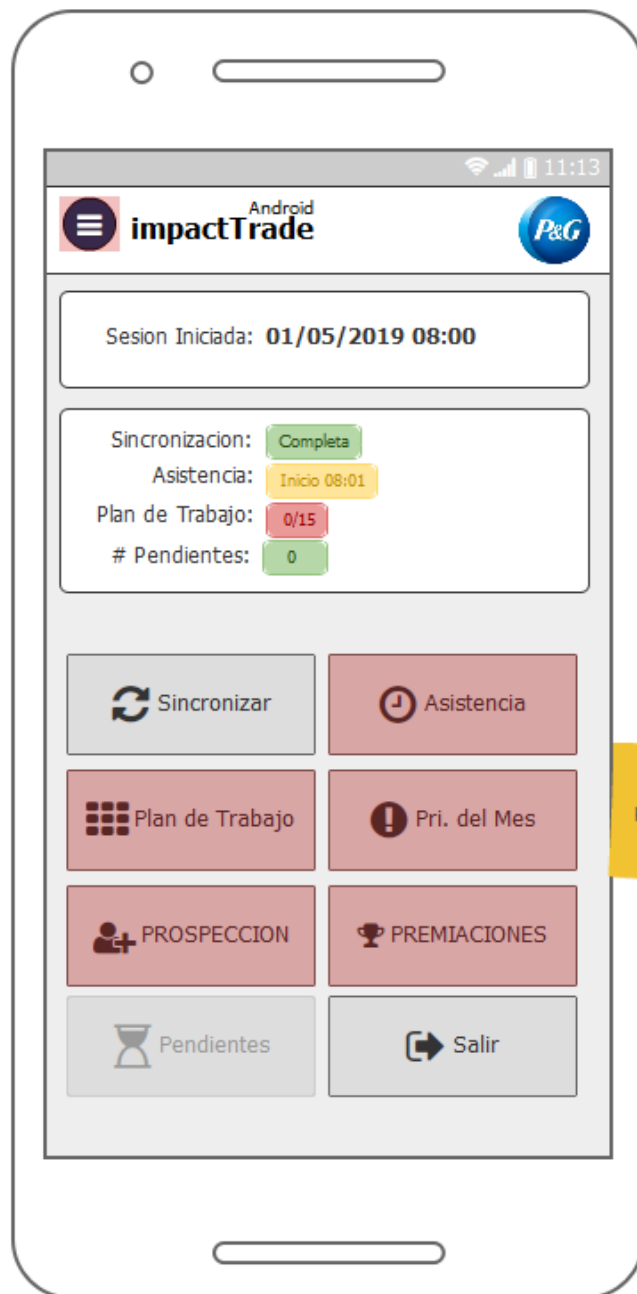 11:13
Android
impactTrade
P&G
Sesion Iniciada: 01/05/2019 08:00
Sincronizacion: Completa
Asistencia: Inicio 08:01
Plan de Trabajo: 0/15
# Pendientes: 0
Sincronizar
Asistencia
Plan de Trabajo
Pri. del Mes
PROSPECCION
PREMIACIONES
Pendientes
Salir